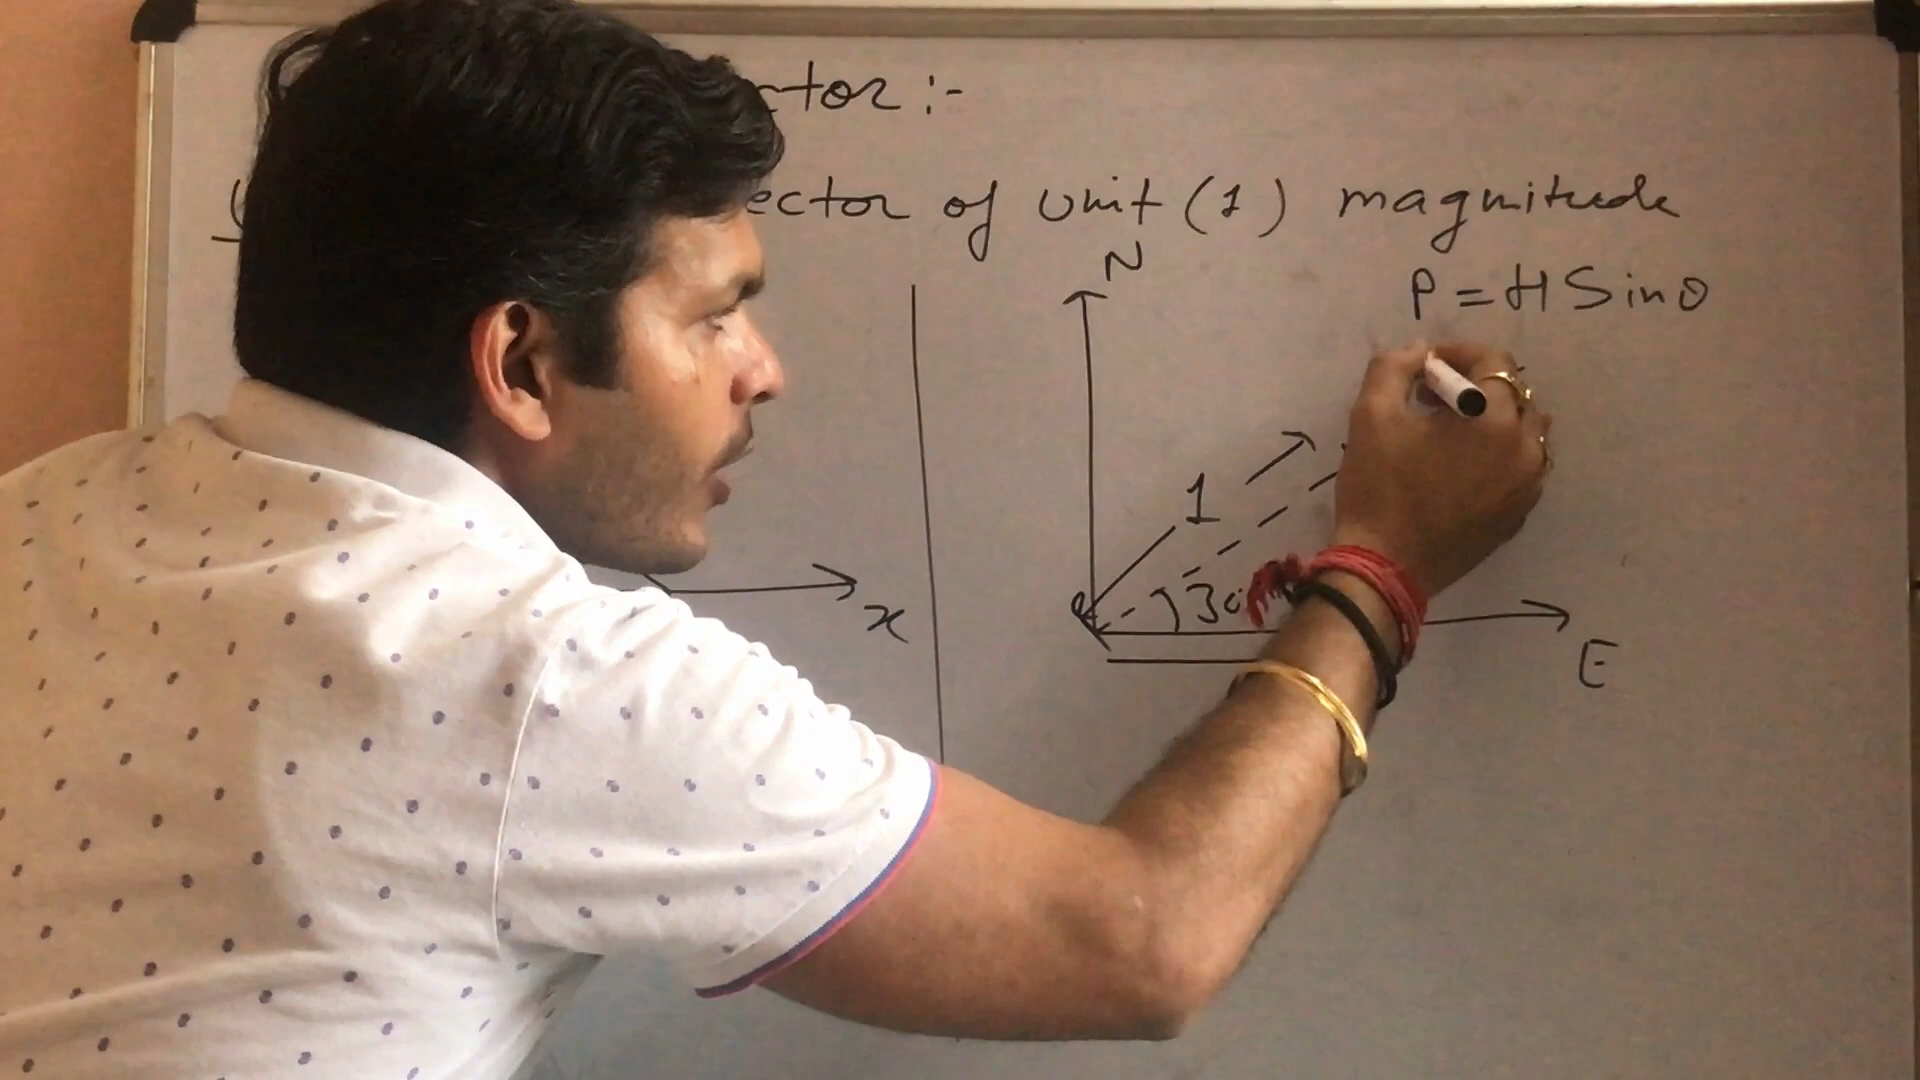 ctor :-
ector of unit (1) magnitude
N
P = H Sinθ
1
30
x
E